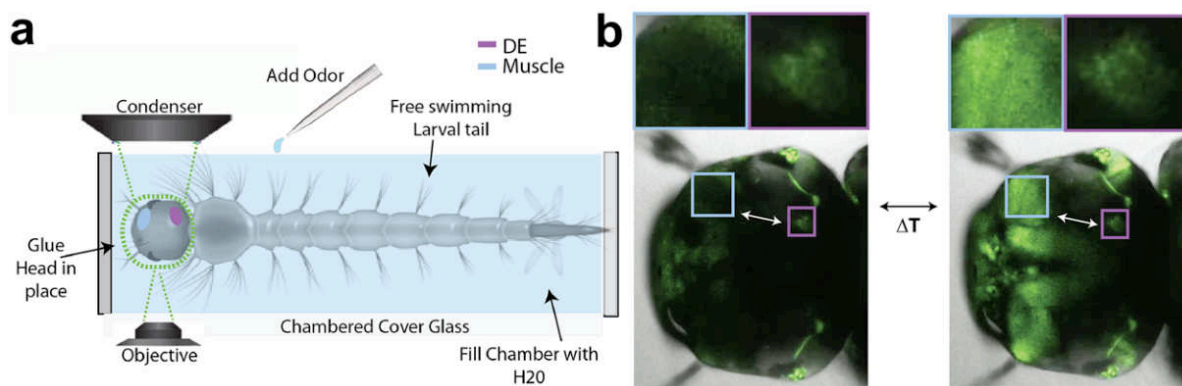 a
DE
Muscle
Add Odor
Condenser
Free swimming
Larval tail
Glue
Head in
place
Objective
Chambered Cover Glass
Fill Chamber with
H20
b
ΔT